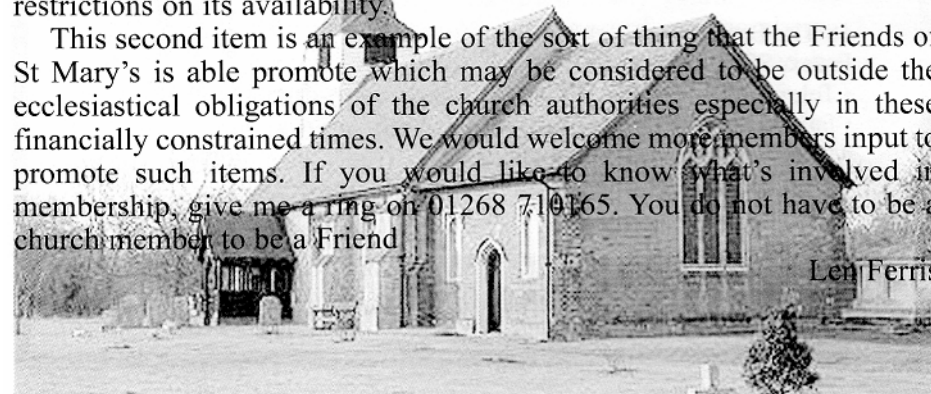 restrictions on its availability.
This second item is an example of the sort of thing that the Friends of
St Mary's is able promote which may be considered to be outside the
ecclesiastical obligations of the church authorities especially in these
financially constrained times. We would welcome more members input to
promote such items. If you would like to know what's involved in
membership, give me a ring on 01268 710165. You do not have to be a
church member to be a Friend
Len Ferris